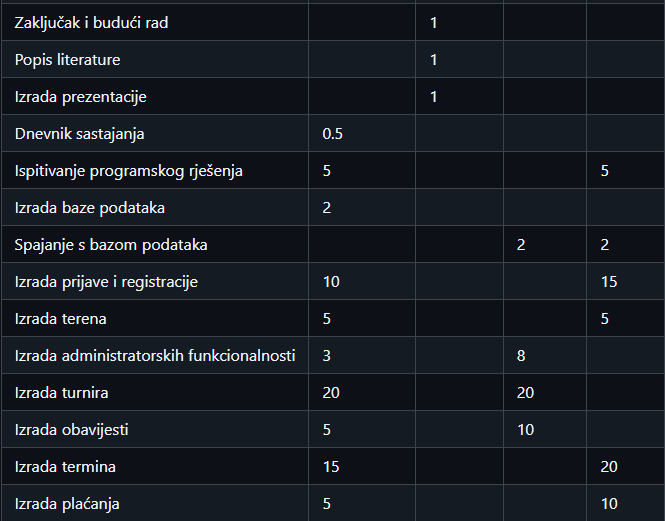 Zaključak i budući rad 1
Popis literature 1
Izrada prezentacije 1
Dnevnik sastajanja 0.5
Ispitivanje programskog rješenja 5 5
Izrada baze podataka 2
Spajanje s bazom podataka 2 2
Izrada prijave i registracije 10 15
Izrada terena 5 5
Izrada administratorskih funkcionalnosti 3 8
Izrada turnira 20 20
Izrada obavijesti 5 10
Izrada termina 15 20
Izrada plaćanja 5 10